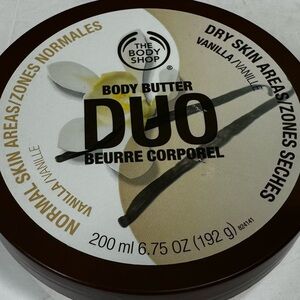 THE
BODY
SHOP
®
BODY BUTTER
DUO
BEURRE CORPOREL
200 ml 6.75 OZ (192 g)
824141
NORMAL SKIN AREAS/ZONES NORMALES
VANILLA/VANILLE
DRY SKIN AREAS/ZONES SECHES
VANILLA/VANILLE